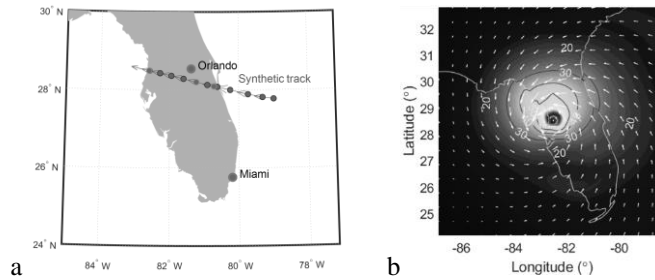 30° N
28° N
26° N
24° N
84° W
82° W
80° W
78° W
Orlando
Synthetic track
Miami
a
Latitude (°)
32
31
30
29
28
27
26
25
-86
-84
-82
-80
Longitude (°)
20
30
30
20
30
30
20
20
b